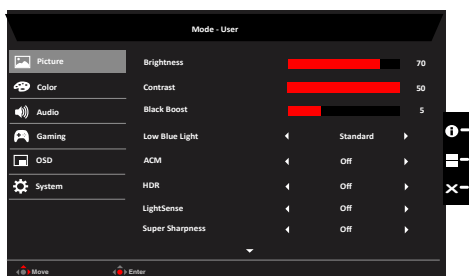 Mode - User
Picture
Color
Audio
Gaming
OSD
System
Brightness 70
Contrast 50
Black Boost 5
Low Blue Light Standard
ACM Off
HDR Off
LightSense Off
Super Sharpness Off
Move Enter